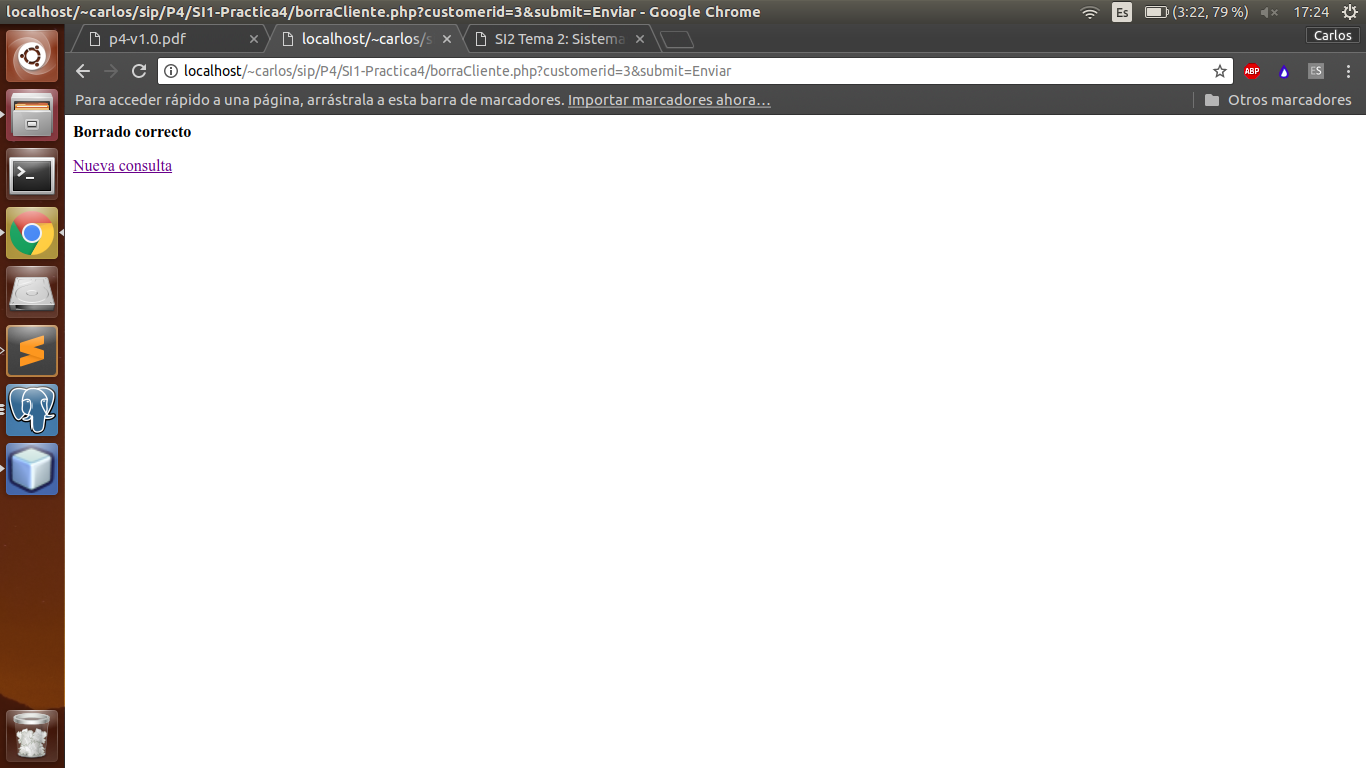 localhost/~carlos/sip/P4/SI1-Practica4/borraCliente.php?customerid=3&submit=Enviar - Google Chrome
Es (3:22, 79 %) 17:24
p4-v1.0.pdf localhost/~carlos/s SI2 Tema 2: Sistema Carlos
localhost/~carlos/sip/P4/SI1-Practica4/borraCliente.php?customerid=3&submit=Enviar ABP ES
Para acceder rápido a una página, arrástrala a esta barra de marcadores. Importar marcadores ahora... Otros marcadores
Borrado correcto
Nueva consulta